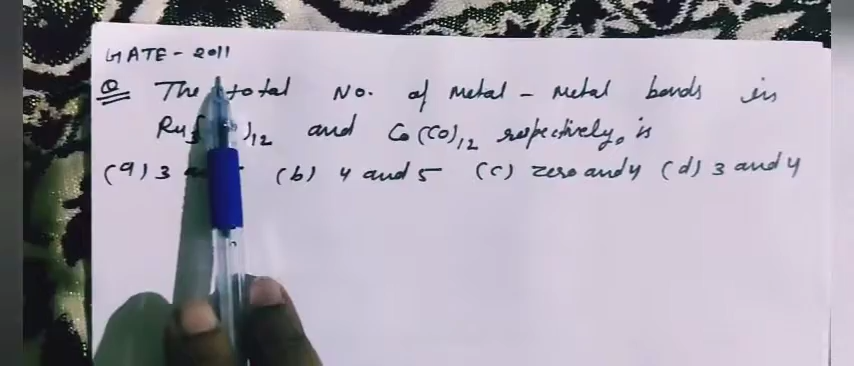 GATE - 2011
Q The total No. of Metal - Metal bonds in
)12 and Co(CO)12 respectively, is
(a) 3 (b) 4 and 5 (c) zero and 4 (d) 3 and 4